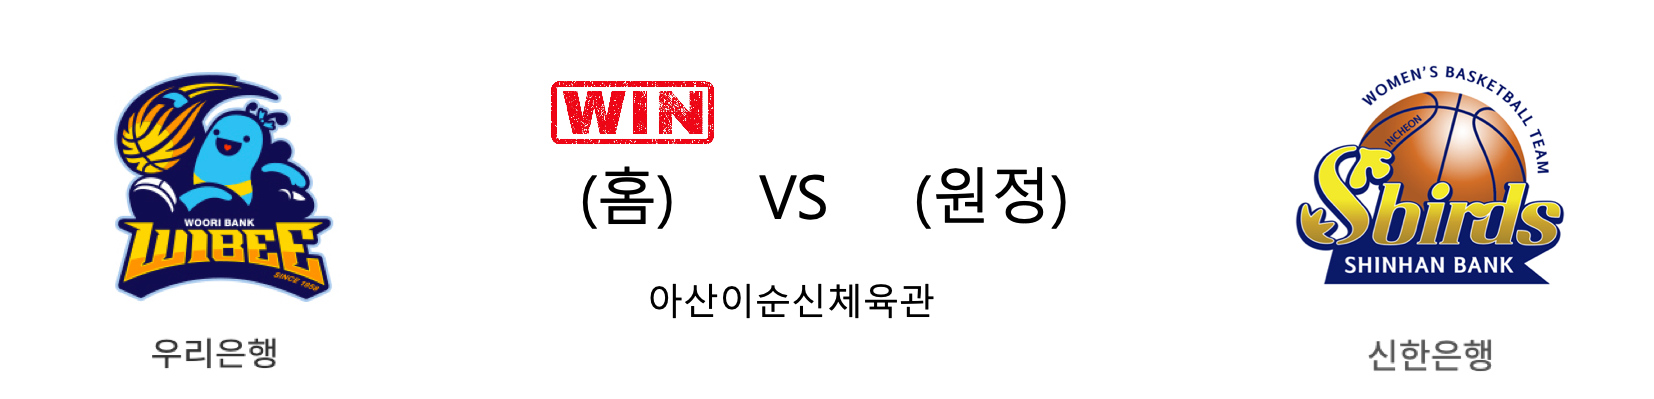 WOORI BANK
WIBEE
SINCE 1958
우리은행
WIN
(홈) VS (원정)
아산이순신체육관
WOMEN'S BASKETBALL TEAM
INCHEON
Sbirds
SHINHAN BANK
신한은행